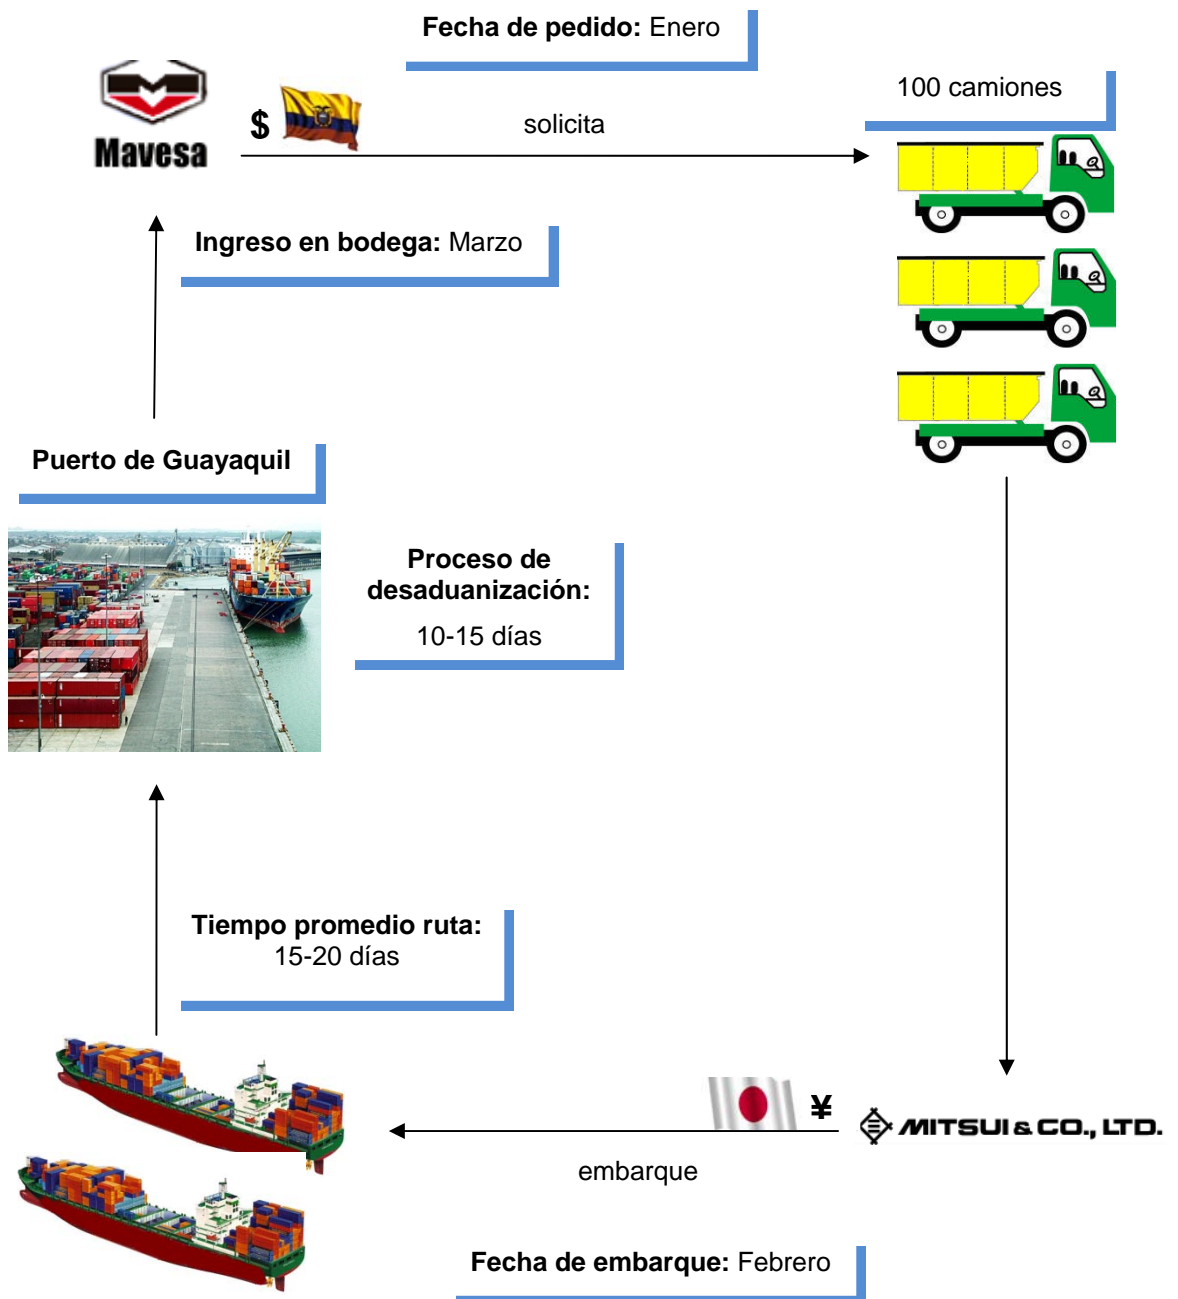 Fecha de pedido: Enero
Mavesa
$
solicita
100 camiones
Ingreso en bodega: Marzo
Puerto de Guayaquil
Proceso de
desaduanización:
10-15 días
Tiempo promedio ruta:
15-20 días
¥
MITSUI & CO., LTD.
embarque
Fecha de embarque: Febrero